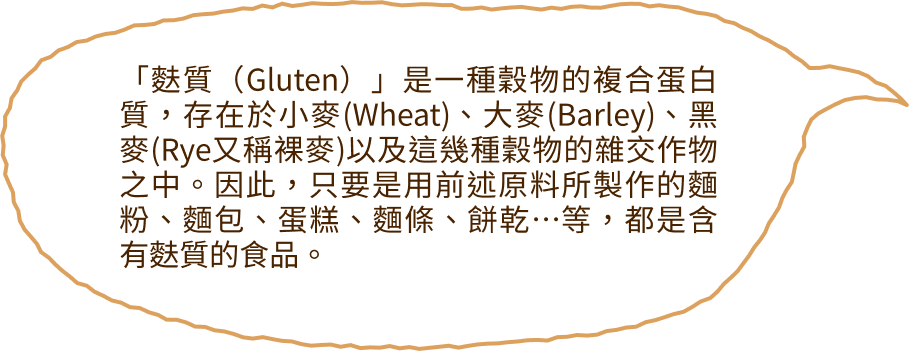 「麩質（Gluten）」是一種穀物的複合蛋白
質，存在於小麥(Wheat)、大麥(Barley)、黑
麥(Rye又稱裸麥)以及這幾種穀物的雜交作物
之中。因此，只要是用前述原料所製作的麵
粉、麵包、蛋糕、麵條、餅乾⋯等，都是含
有麩質的食品。